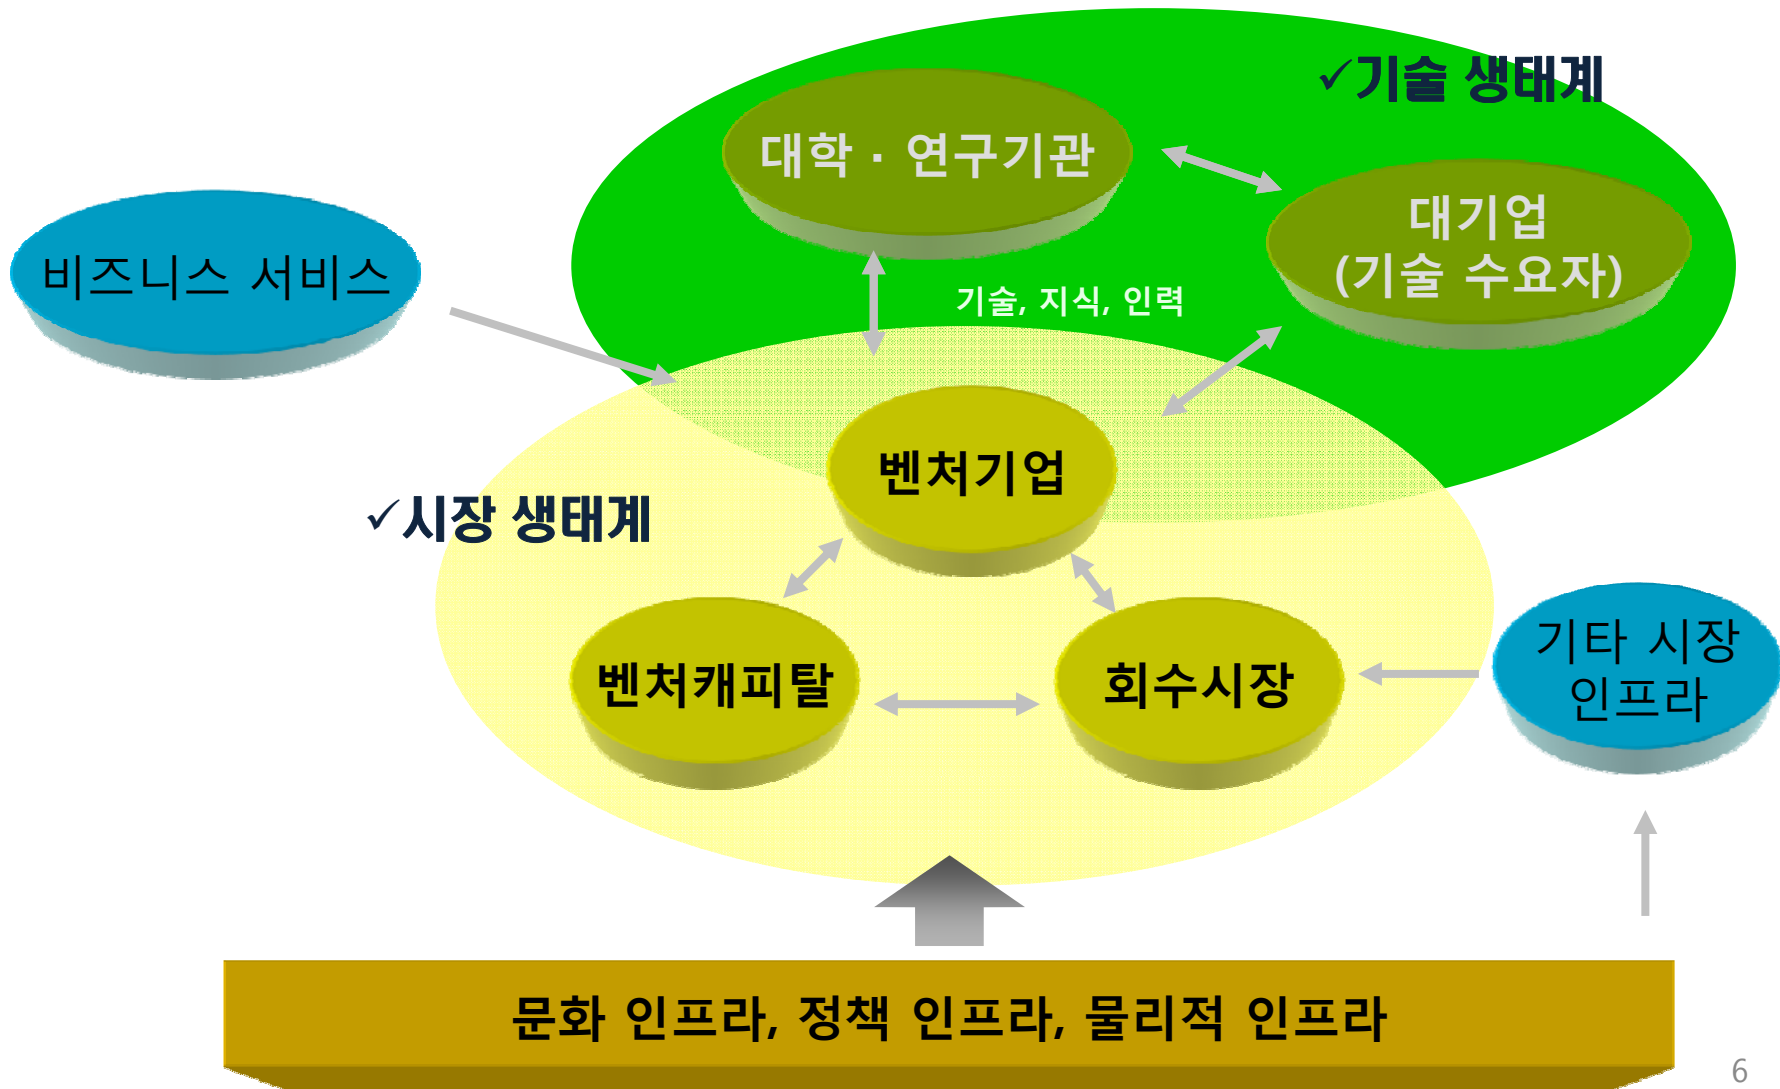 ✓기술 생태계
대학 · 연구기관
대기업
(기술 수요자)
비즈니스 서비스
기술, 지식, 인력
벤처기업
✓시장 생태계
벤처캐피탈
회수시장
기타 시장
인프라
문화 인프라, 정책 인프라, 물리적 인프라
6